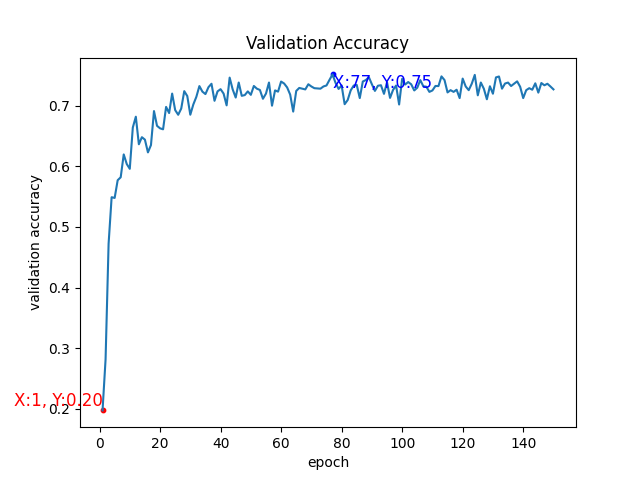 Validation Accuracy
validation accuracy
0.7
0.6
0.5
0.4
0.3
0.2
X:77, Y:0.75
X:1, Y:0.20
0 20 40 60 80 100 120 140
epoch